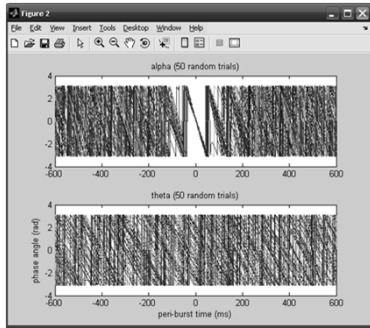 Figure 2
File Edit View Insert Tools Desktop Window Help
alpha (50 random trials)
4
2
0
-2
-4
-600 -400 -200 0 200 400 600
theta (50 random trials)
4
2
0
-2
-4
phase angle (rad)
-600 -400 -200 0 200 400 600
peri-burst time (ms)